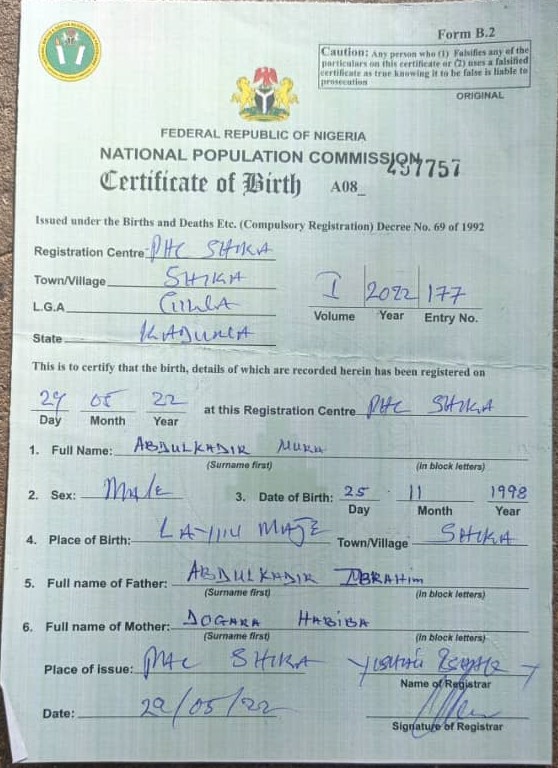 Form B.2
Caution: Any person who (1) Falsifies any of the
particulars on this certificate or (2) uses a falsified
certificate as true knowing it to be false is liable to
prosecution
ORIGINAL
FEDERAL REPUBLIC OF NIGERIA
NATIONAL POPULATION COMMISSION
Certificate of Birth A08_ 457757
Issued under the Births and Deaths Etc. (Compulsory Registration) Decree No. 69 of 1992
Registration Centre: PHC SHIKA
Town/Village SHIKA
L.G.A
I 2022 177
Volume Year Entry No.
State KADUNA
This is to certify that the birth, details of which are recorded herein has been registered on
29 05 22 at this Registration Centre PHC SHIKA
Day Month Year
1. Full Name: ABDULKADIR
(Surname first) (In block letters)
2. Sex: MALE 3. Date of Birth: 25 11 1998
Day Month Year
4. Place of Birth: Town/Village SHIKA
5. Full name of Father: ABDULKADIR IBRAHIM
(Surname first) (In block letters)
6. Full name of Mother: DOGARA HABIBA
(Surname first) (In block letters)
Place of issue: PHC SHIKA
Name of Registrar
Date: 29/05/22
Signature of Registrar